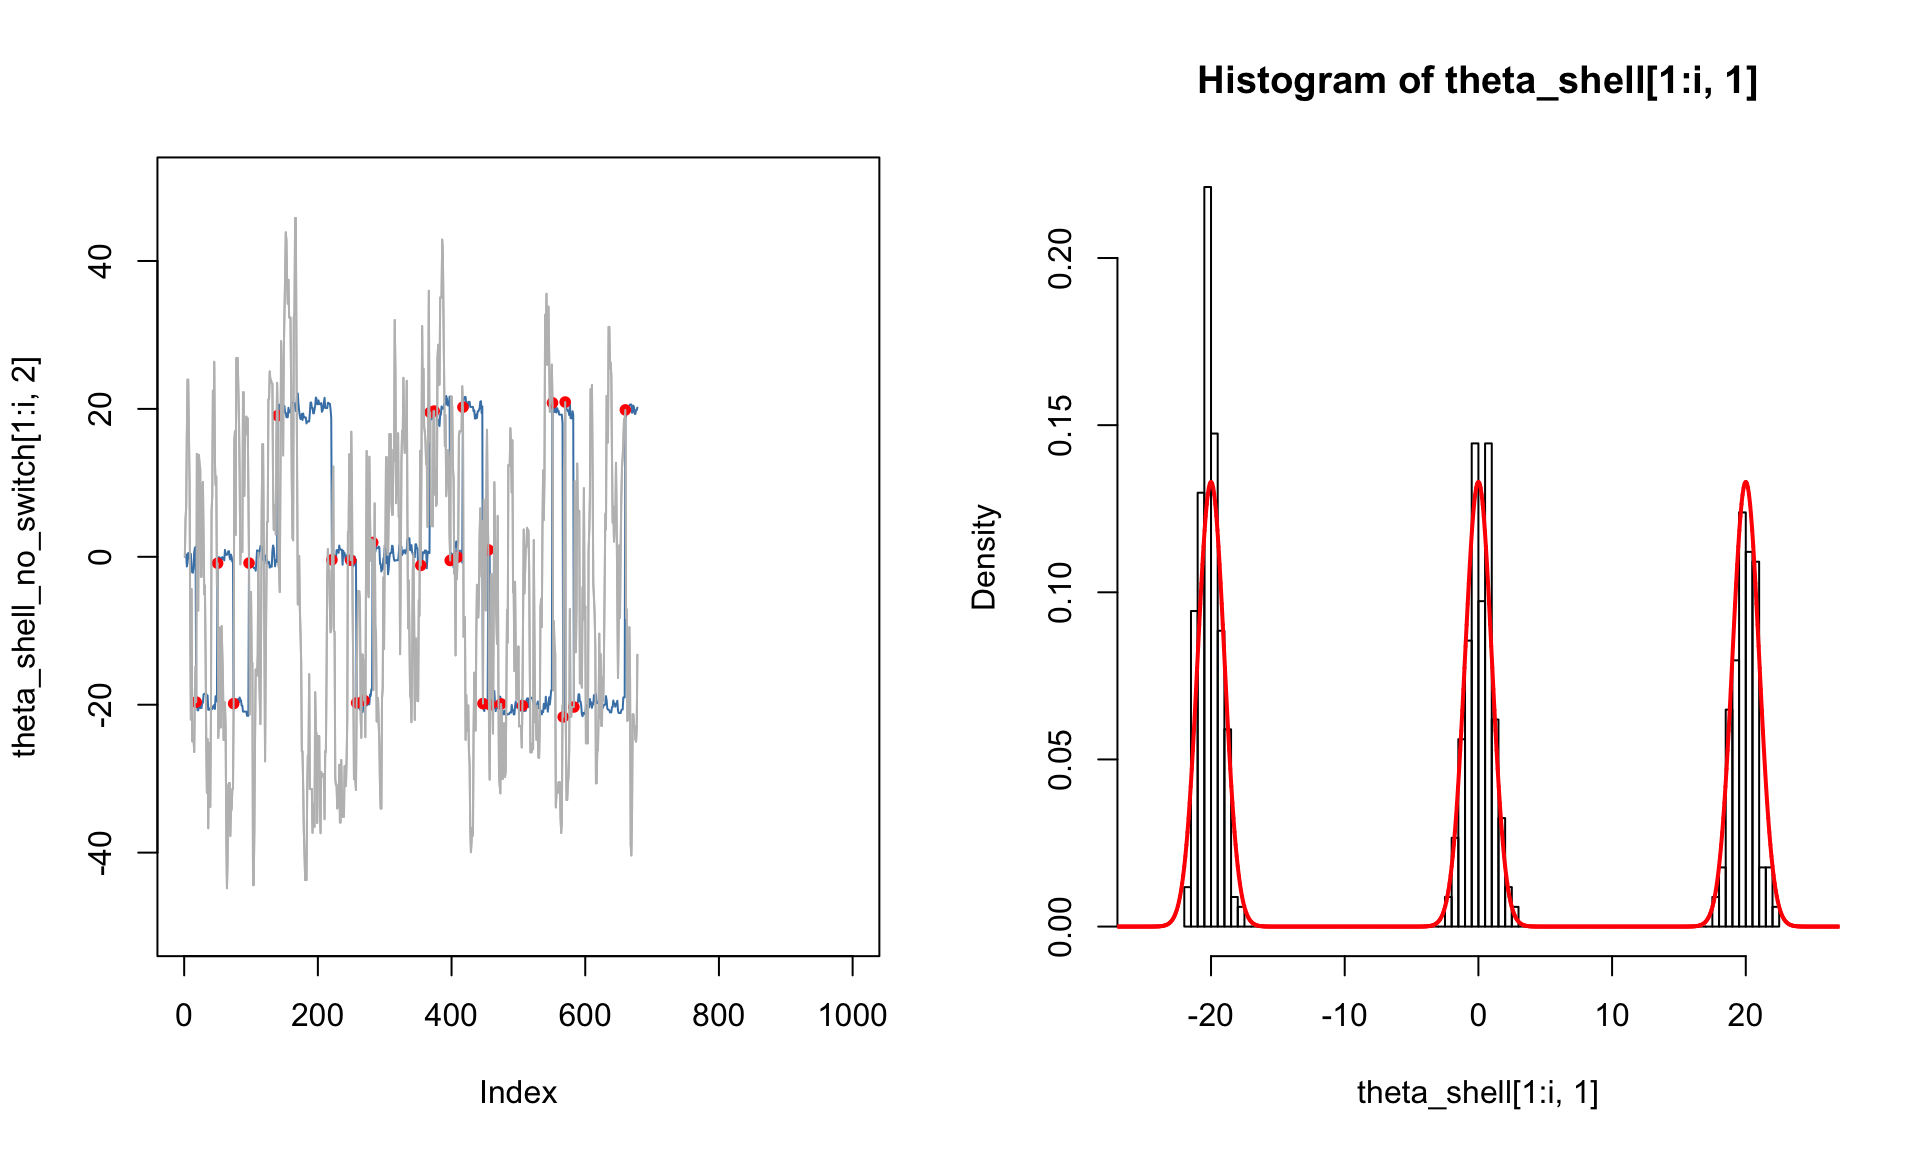 theta_shell_no_switch[1:i, 2]
40
20
0
-20
-40
0 200 400 600 800 1000
Index
Histogram of theta_shell[1:i, 1]
Density
0.20
0.15
0.10
0.05
0.00
-20 -10 0 10 20
theta_shell[1:i, 1]